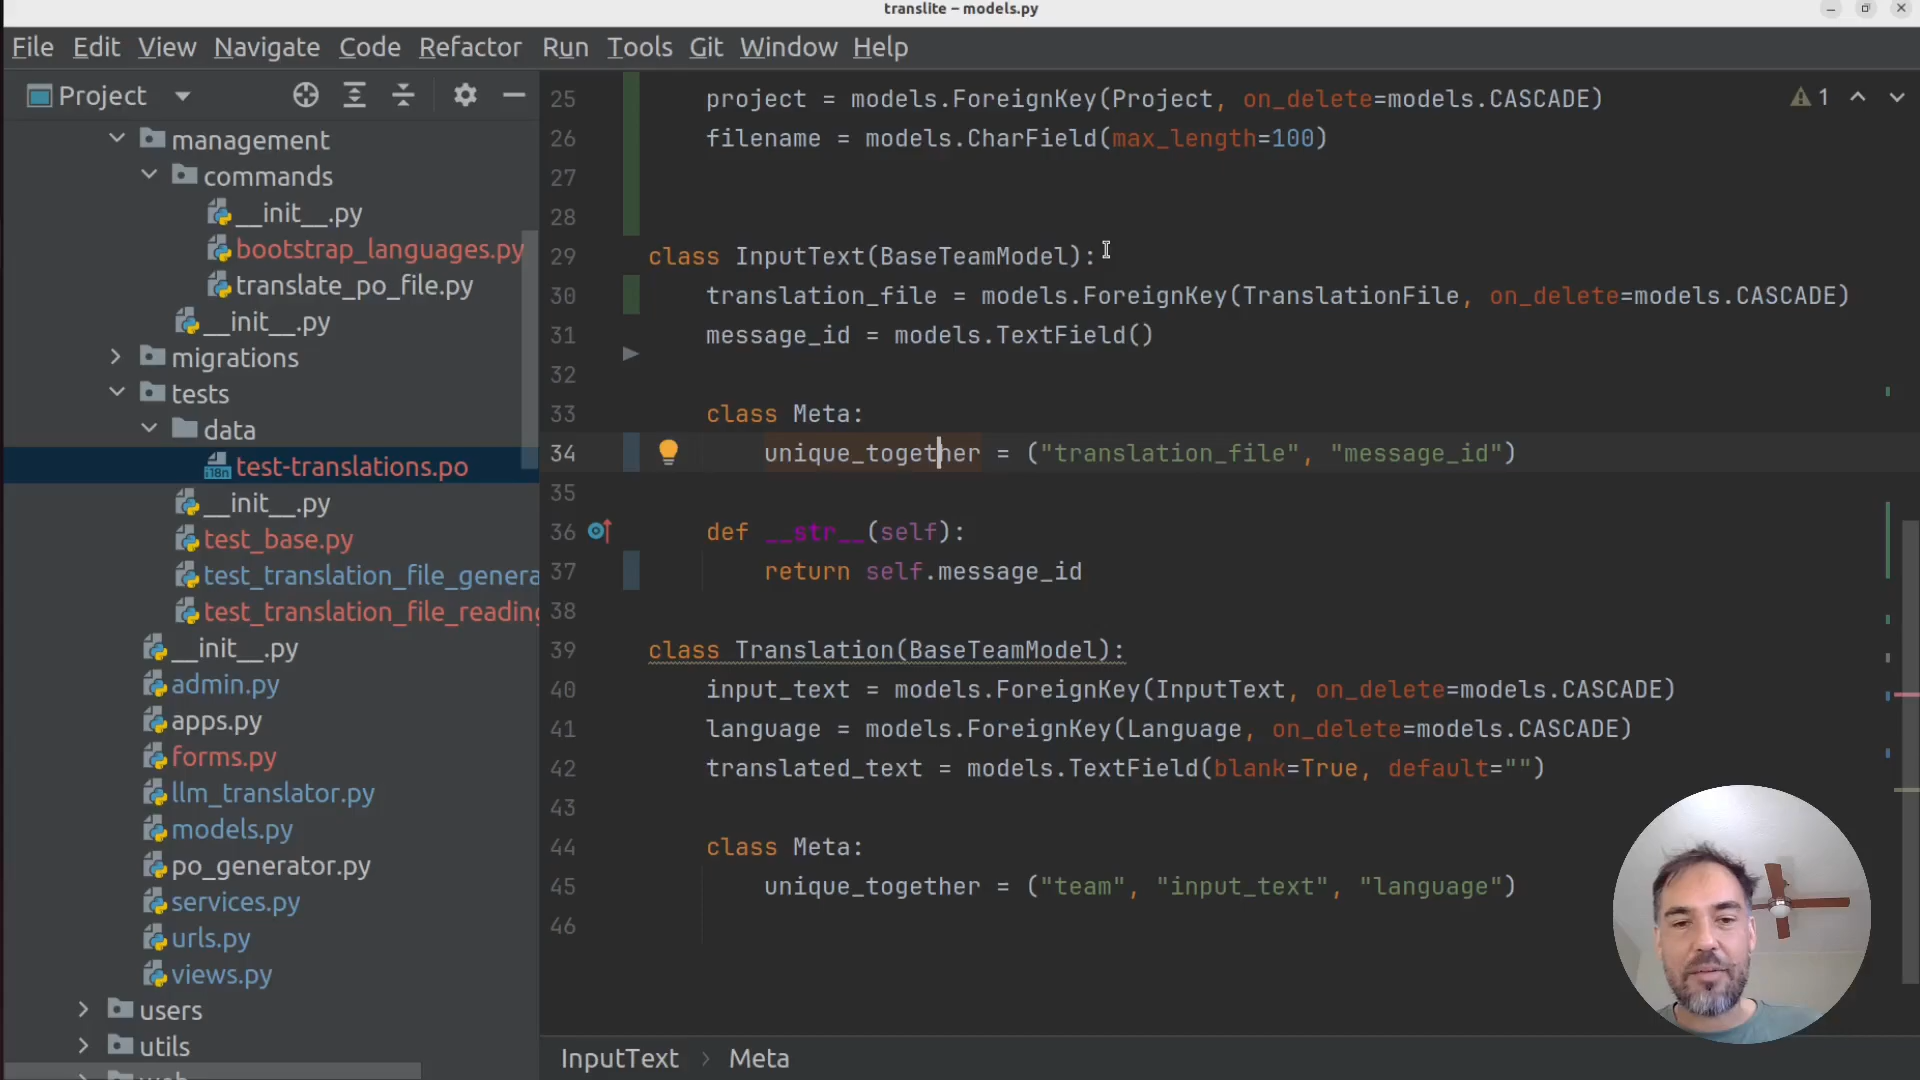 translite – models.py
File Edit View Navigate Code Refactor Run Tools Git Window Help
Project
management
commands
__init__.py
bootstrap_languages.py
translate_po_file.py
__init__.py
migrations
tests
data
test-translations.po
__init__.py
test_base.py
test_translation_file_genera
test_translation_file_reading
__init__.py
admin.py
apps.py
forms.py
llm_translator.py
models.py
po_generator.py
services.py
urls.py
views.py
users
utils
25 project = models.ForeignKey(Project, on_delete=models.CASCADE)
1
26 filename = models.CharField(max_length=100)
27
28
29 class InputText(BaseTeamModel):
30 translation_file = models.ForeignKey(TranslationFile, on_delete=models.CASCADE)
31 message_id = models.TextField()
32
33 class Meta:
34 unique_together = ("translation_file", "message_id")
35
36 def __str__(self):
37 return self.message_id
38
39 class Translation(BaseTeamModel):
40 input_text = models.ForeignKey(InputText, on_delete=models.CASCADE)
41 language = models.ForeignKey(Language, on_delete=models.CASCADE)
42 translated_text = models.TextField(blank=True, default="")
43
44 class Meta:
45 unique_together = ("team", "input_text", "language")
46
InputText › Meta